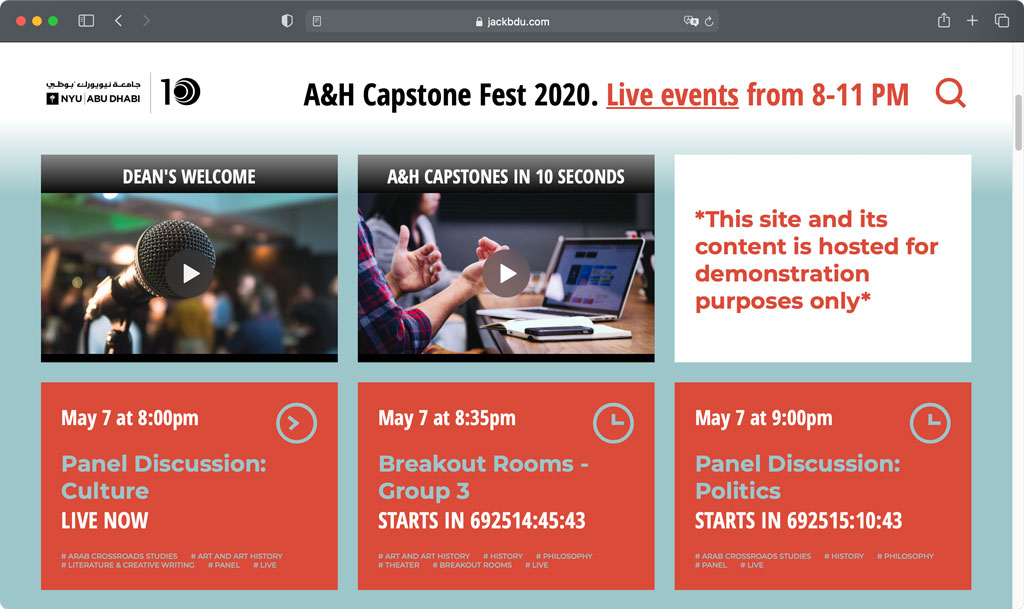 jackbdu.com
جامعة نيويورك أبوظبي
NYU ABU DHABI
10
A&H Capstone Fest 2020. Live events from 8-11 PM
DEAN'S WELCOME
A&H CAPSTONES IN 10 SECONDS
*This site and its
content is hosted for
demonstration
purposes only*
May 7 at 8:00pm
Panel Discussion:
Culture
LIVE NOW
# ARAB CROSSROADS STUDIES # ART AND ART HISTORY
# LITERATURE & CREATIVE WRITING # PANEL # LIVE
May 7 at 8:35pm
Breakout Rooms -
Group 3
STARTS IN 692514:45:43
# ART AND ART HISTORY # HISTORY # PHILOSOPHY
# THEATER # BREAKOUT ROOMS # LIVE
May 7 at 9:00pm
Panel Discussion:
Politics
STARTS IN 692515:10:43
# ARAB CROSSROADS STUDIES # HISTORY # PHILOSOPHY
# PANEL # LIVE